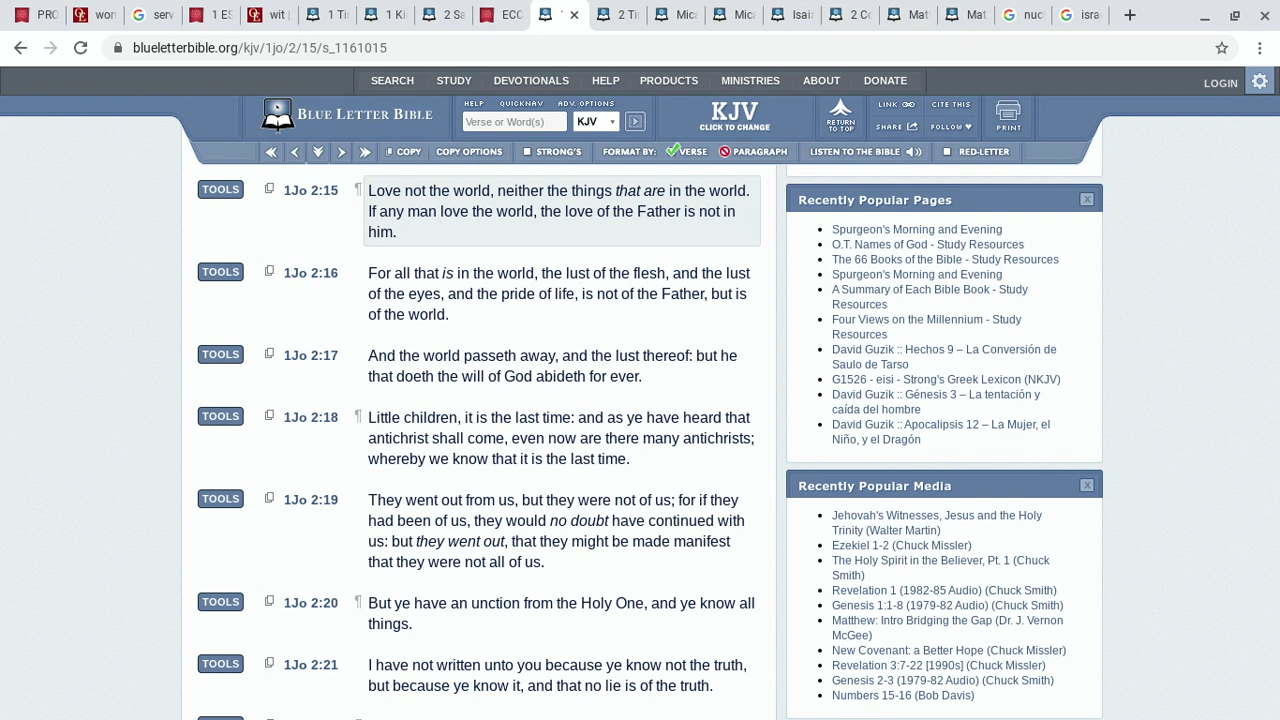 PRO
won
serv
1 ES
wit
1 Ti
1 Ki
2 Sa
ECC
2 Tir
Mica
Mica
Isaia
2 Co
Mat
Mat
nuc
isra
blueletterbible.org/kjv/1jo/2/15/s_1161015
SEARCH STUDY DEVOTIONALS HELP PRODUCTS MINISTRIES ABOUT DONATE
LOGIN
BLUE LETTER BIBLE
HELP QUICKNAV ADV. OPTIONS
Verse or Word(s) KJV
KJV
CLICK TO CHANGE
RETURN
TO TOP
LINK CITE THIS
SHARE FOLLOW
PRINT
COPY COPY OPTIONS STRONG'S FORMAT BY: VERSE PARAGRAPH LISTEN TO THE BIBLE RED-LETTER
TOOLS 1Jo 2:15 ¶ Love not the world, neither the things that are in the world.
If any man love the world, the love of the Father is not in
him.
TOOLS 1Jo 2:16 For all that is in the world, the lust of the flesh, and the lust
of the eyes, and the pride of life, is not of the Father, but is
of the world.
TOOLS 1Jo 2:17 And the world passeth away, and the lust thereof: but he
that doeth the will of God abideth for ever.
TOOLS 1Jo 2:18 ¶ Little children, it is the last time: and as ye have heard that
antichrist shall come, even now are there many antichrists;
whereby we know that it is the last time.
TOOLS 1Jo 2:19 They went out from us, but they were not of us; for if they
had been of us, they would no doubt have continued with
us: but they went out, that they might be made manifest
that they were not all of us.
TOOLS 1Jo 2:20 ¶ But ye have an unction from the Holy One, and ye know all
things.
TOOLS 1Jo 2:21 I have not written unto you because ye know not the truth,
but because ye know it, and that no lie is of the truth.
Recently Popular Pages
Spurgeon's Morning and Evening
O.T. Names of God - Study Resources
The 66 Books of the Bible - Study Resources
Spurgeon's Morning and Evening
A Summary of Each Bible Book - Study
Resources
Four Views on the Millennium - Study
Resources
David Guzik :: Hechos 9 – La Conversión de
Saulo de Tarso
G1526 - eisi - Strong's Greek Lexicon (NKJV)
David Guzik :: Génesis 3 – La tentación y
caída del hombre
David Guzik :: Apocalipsis 12 – La Mujer, el
Niño, y el Dragón
Recently Popular Media
Jehovah's Witnesses, Jesus and the Holy
Trinity (Walter Martin)
Ezekiel 1-2 (Chuck Missler)
The Holy Spirit in the Believer, Pt. 1 (Chuck
Smith)
Revelation 1 (1982-85 Audio) (Chuck Smith)
Genesis 1:1-8 (1979-82 Audio) (Chuck Smith)
Matthew: Intro Bridging the Gap (Dr. J. Vernon
McGee)
New Covenant: a Better Hope (Chuck Missler)
Revelation 3:7-22 [1990s] (Chuck Missler)
Genesis 2-3 (1979-82 Audio) (Chuck Smith)
Numbers 15-16 (Bob Davis)